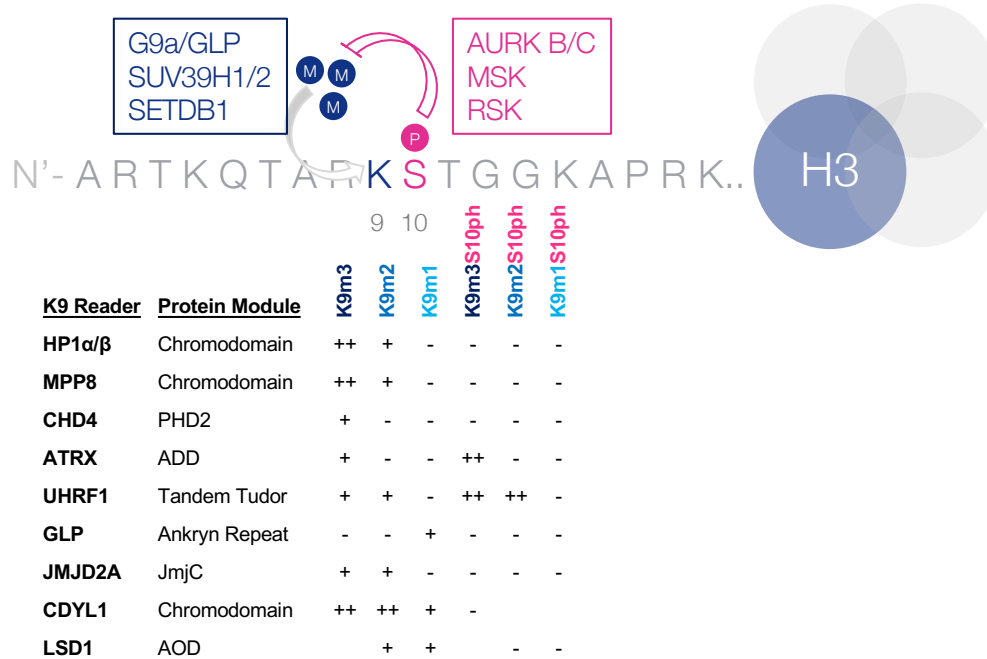 G9a/GLP
SUV39H1/2
SETDB1
M M
M
AURK B/C
MSK
RSK
P
N'- A R T K Q T A R K S T G G K A P R K..
H3
9 10
K9 Reader Protein Module K9m3 K9m2 K9m1 K9m3S10ph K9m2S10ph K9m1S10ph
HP1α/β Chromodomain ++ + - - - -
MPP8 Chromodomain ++ + - - - -
CHD4 PHD2 + - - - - -
ATRX ADD + - - ++ - -
UHRF1 Tandem Tudor + + - ++ ++ -
GLP Ankryn Repeat - - + - - -
JMJD2A JmjC + + - - - -
CDYL1 Chromodomain ++ ++ + -
LSD1 AOD + + - -